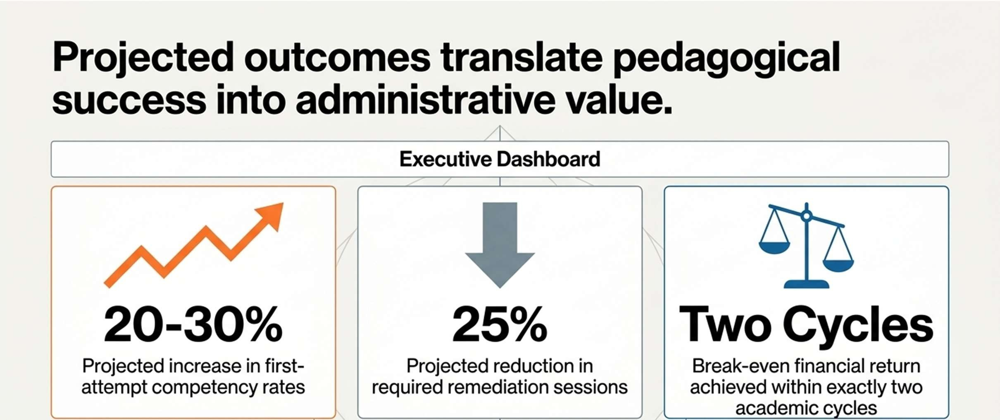 Projected outcomes translate pedagogical
success into administrative value.
Executive Dashboard
20-30%
Projected increase in first-
attempt competency rates
25%
Projected reduction in
required remediation sessions
Two Cycles
Break-even financial return
achieved within exactly two
academic cycles